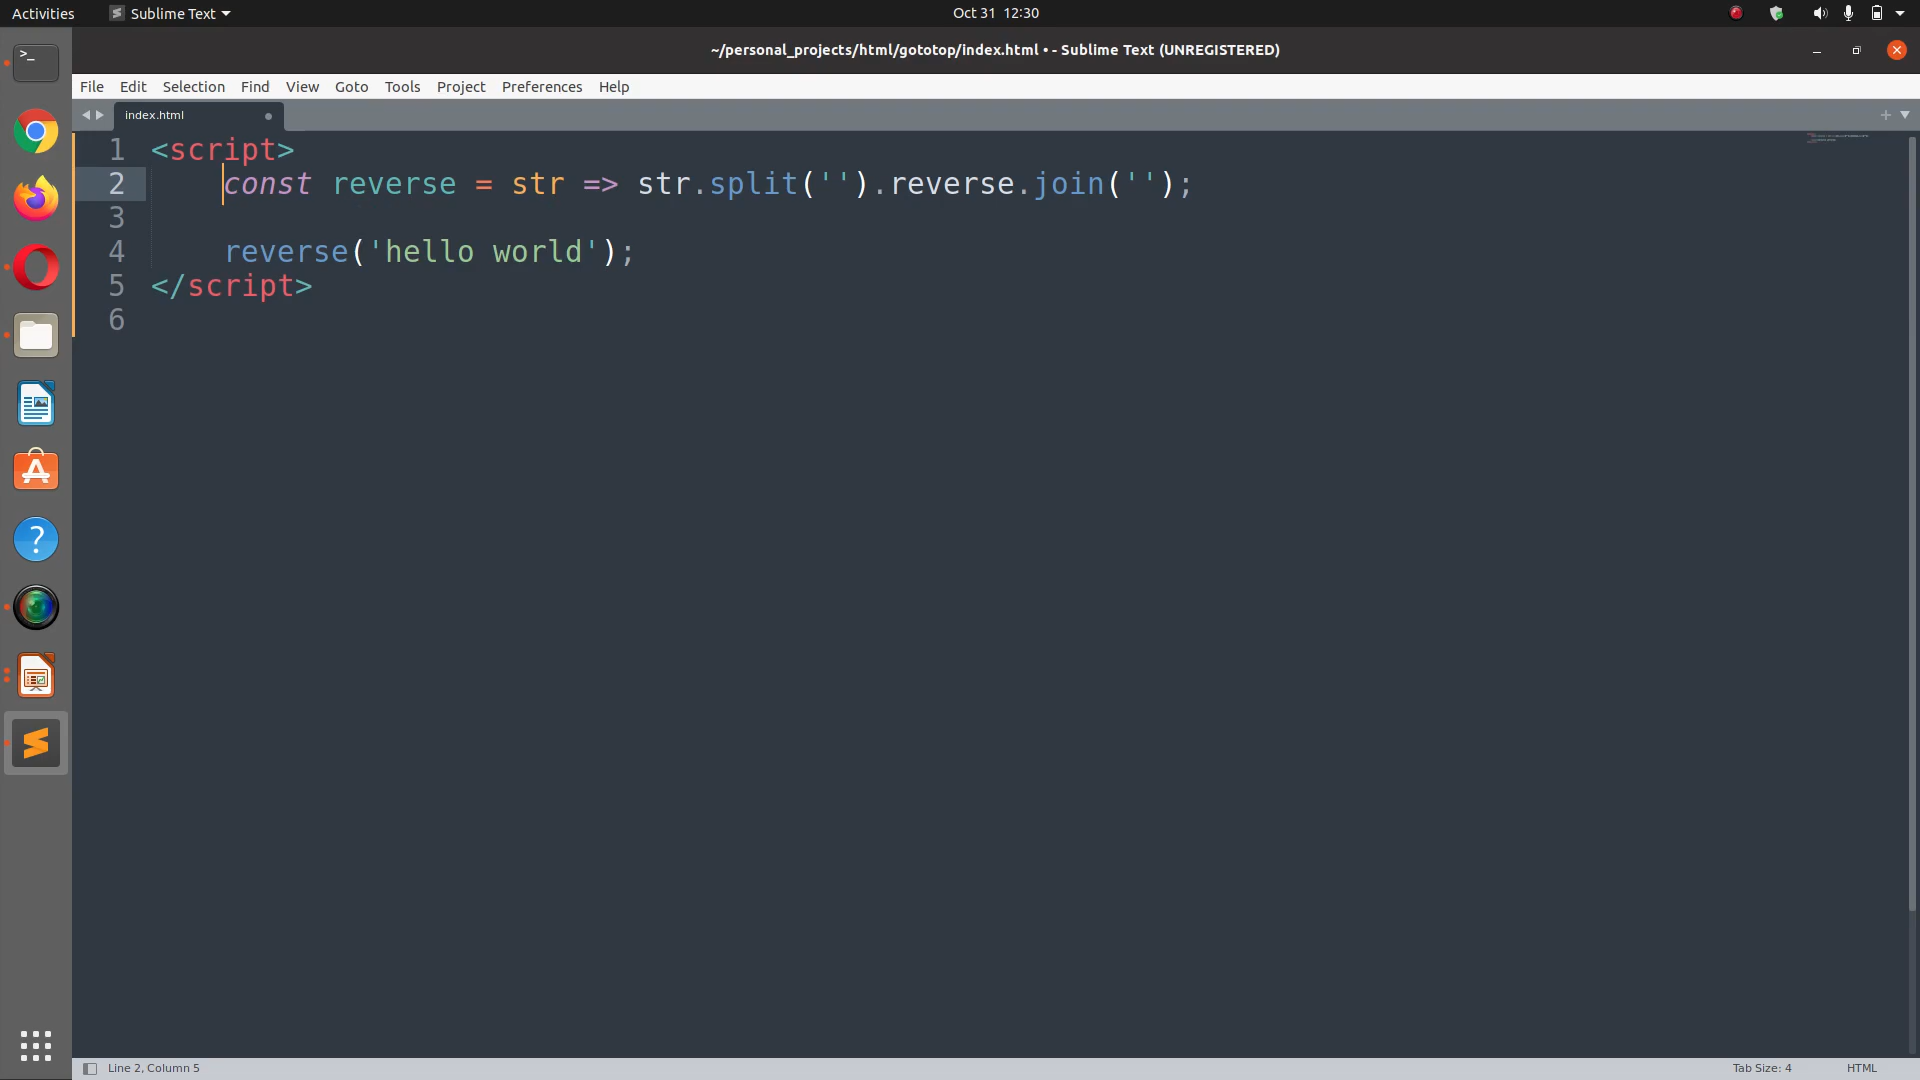 Activities Sublime Text Oct 31 12:30
~/personal_projects/html/gototop/index.html • - Sublime Text (UNREGISTERED)
File Edit Selection Find View Goto Tools Project Preferences Help
index.html
1 <script>
2 const reverse = str => str.split('').reverse.join('');
3
4 reverse('hello world');
5 </script>
6
Line 2, Column 5 Tab Size: 4 HTML